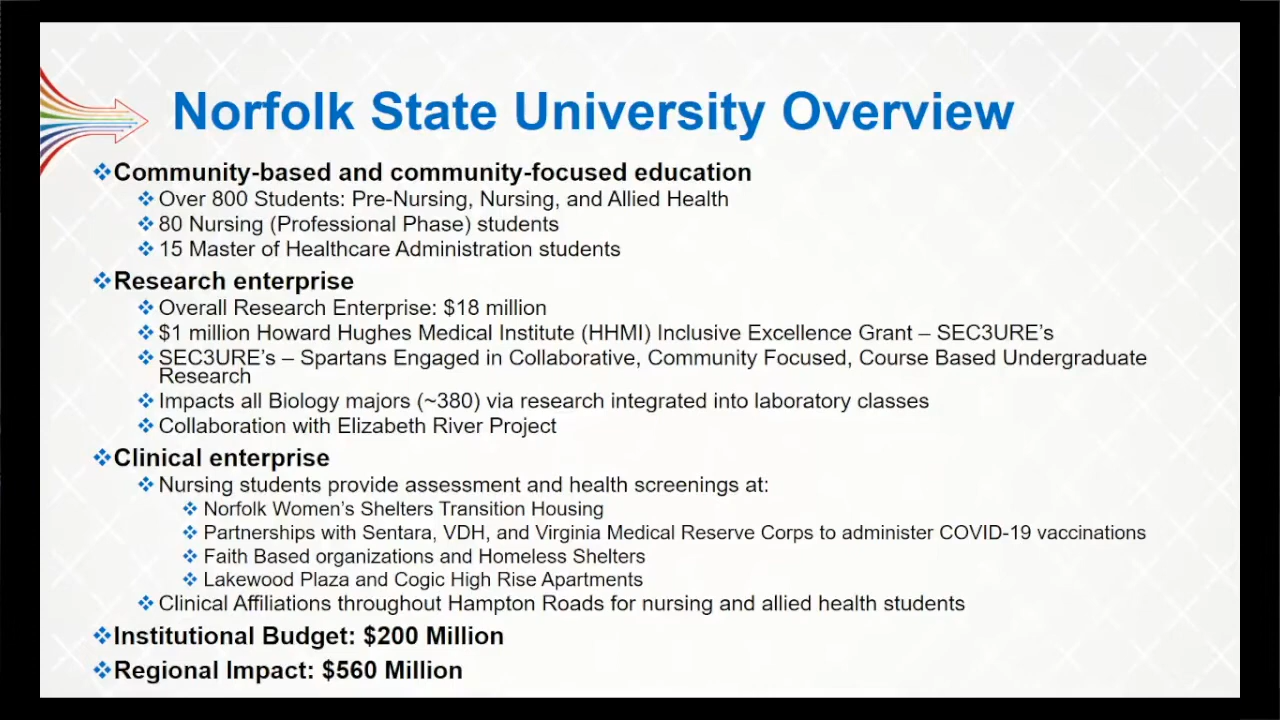 Norfolk State University Overview
Community-based and community-focused education
Over 800 Students: Pre-Nursing, Nursing, and Allied Health
80 Nursing (Professional Phase) students
15 Master of Healthcare Administration students
Research enterprise
Overall Research Enterprise: $18 million
$1 million Howard Hughes Medical Institute (HHMI) Inclusive Excellence Grant – SEC3URE’s
SEC3URE’s – Spartans Engaged in Collaborative, Community Focused, Course Based Undergraduate
Research
Impacts all Biology majors (~380) via research integrated into laboratory classes
Collaboration with Elizabeth River Project
Clinical enterprise
Nursing students provide assessment and health screenings at:
Norfolk Women’s Shelters Transition Housing
Partnerships with Sentara, VDH, and Virginia Medical Reserve Corps to administer COVID-19 vaccinations
Faith Based organizations and Homeless Shelters
Lakewood Plaza and Cogic High Rise Apartments
Clinical Affiliations throughout Hampton Roads for nursing and allied health students
Institutional Budget: $200 Million
Regional Impact: $560 Million